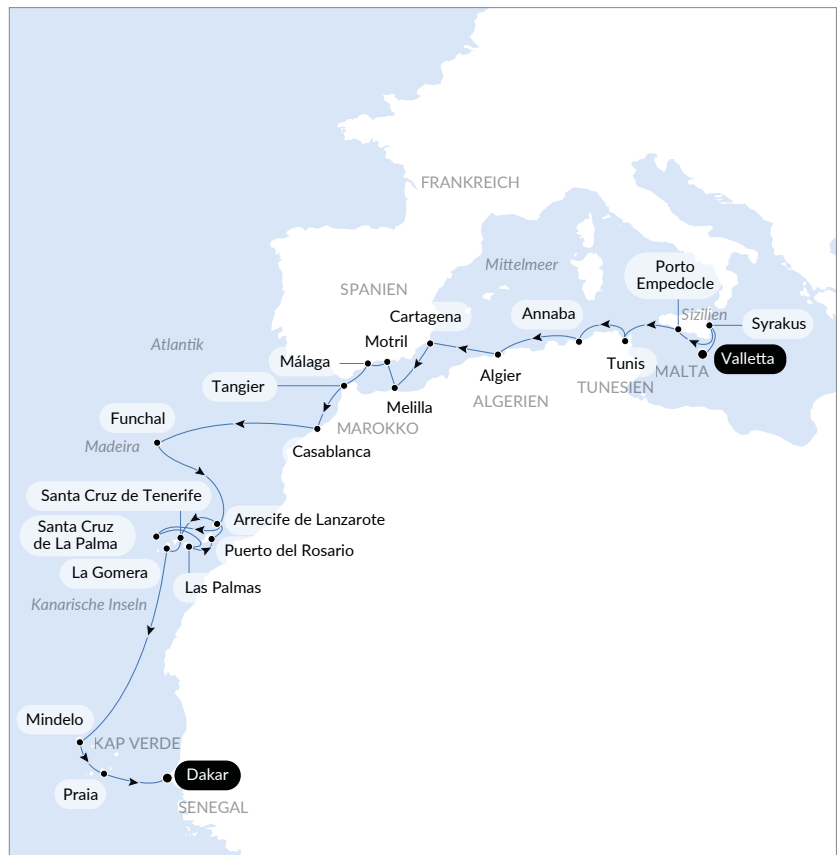 FRANKREICH
Mittelmeer
Porto
Empedocle
SPANIEN
Cartagena
Annaba
Sizilien
Syrakus
Atlantik
Motril
Málaga
Valletta
Tunis
MALTA
Algier
Tangier
TUNESIEN
ALGERIEN
Melilla
Funchal
MAROKKO
Madeira
Casablanca
Santa Cruz de Tenerife
Arrecife de Lanzarote
Santa Cruz
de La Palma
Puerto del Rosario
La Gomera
Las Palmas
Kanarische Inseln
Mindelo
KAP VERDE
Dakar
Praia
SENEGAL